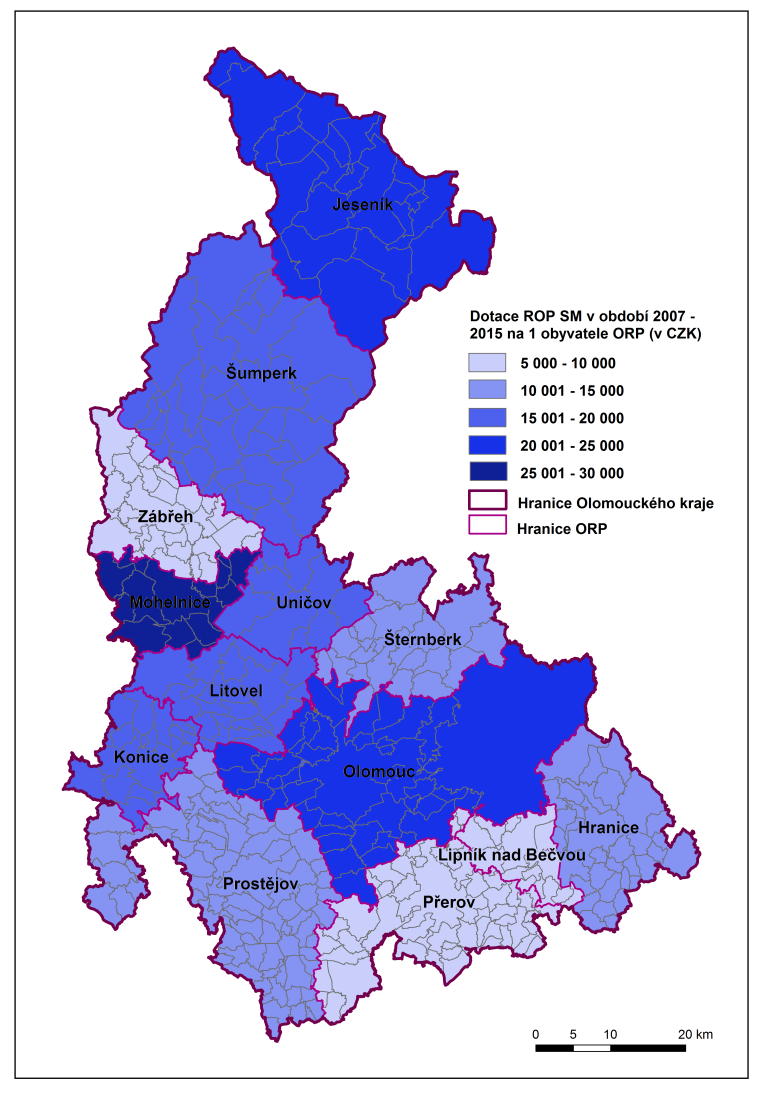 Jeseník
Dotace ROP SM v období 2007 -
2015 na 1 obyvatele ORP (v CZK)
5 000 - 10 000
10 001 - 15 000
15 001 - 20 000
20 001 - 25 000
25 001 - 30 000
Hranice Olomouckého kraje
Hranice ORP
Šumperk
Zábřeh
Mohelnice
Uničov
Šternberk
Litovel
Konice
Olomouc
Hranice
Lipník nad Bečvou
Prostějov
Přerov
0 5 10 20 km